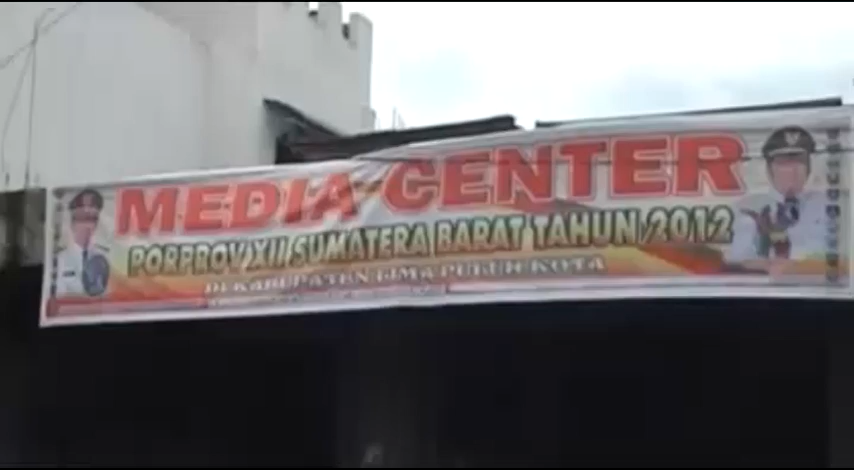 MEDIA CENTER
PORPROV XII SUMATERA BARAT TAHUN 2012
DI KABUPATEN LIMA PULUH KOTA